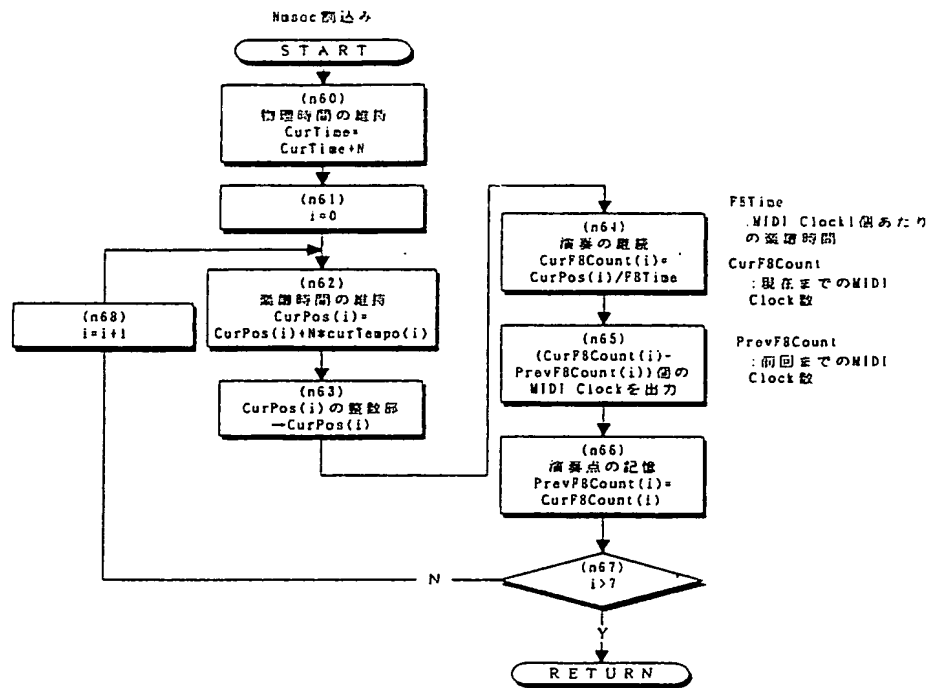 Nmsec割込み
START
(n60)
物理時間の維持
CurTime=
CurTime+N
(n61)
i=0
(n62)
楽譜時間の維持
CurPos(i)=
CurPos(i)+N*curTempo(i)
(n63)
CurPos(i)の整数部
→CurPos(i)
(n68)
i=i+1
(n64)
演奏の継続
CurF8Count(i)=
CurPos(i)/F8Time
(n65)
(CurF8Count(i)-
PrevF8Count(i))個の
MIDI Clockを出力
(n66)
演奏点の記憶
PrevF8Count(i)=
CurF8Count(i)
(n67)
i>7
N
Y
RETURN
F8Time
:MIDI Clock1個あたり
の楽譜時間
CurF8Count
:現在までのMIDI
Clock数
PrevF8Count
:前回までのMIDI
Clock数